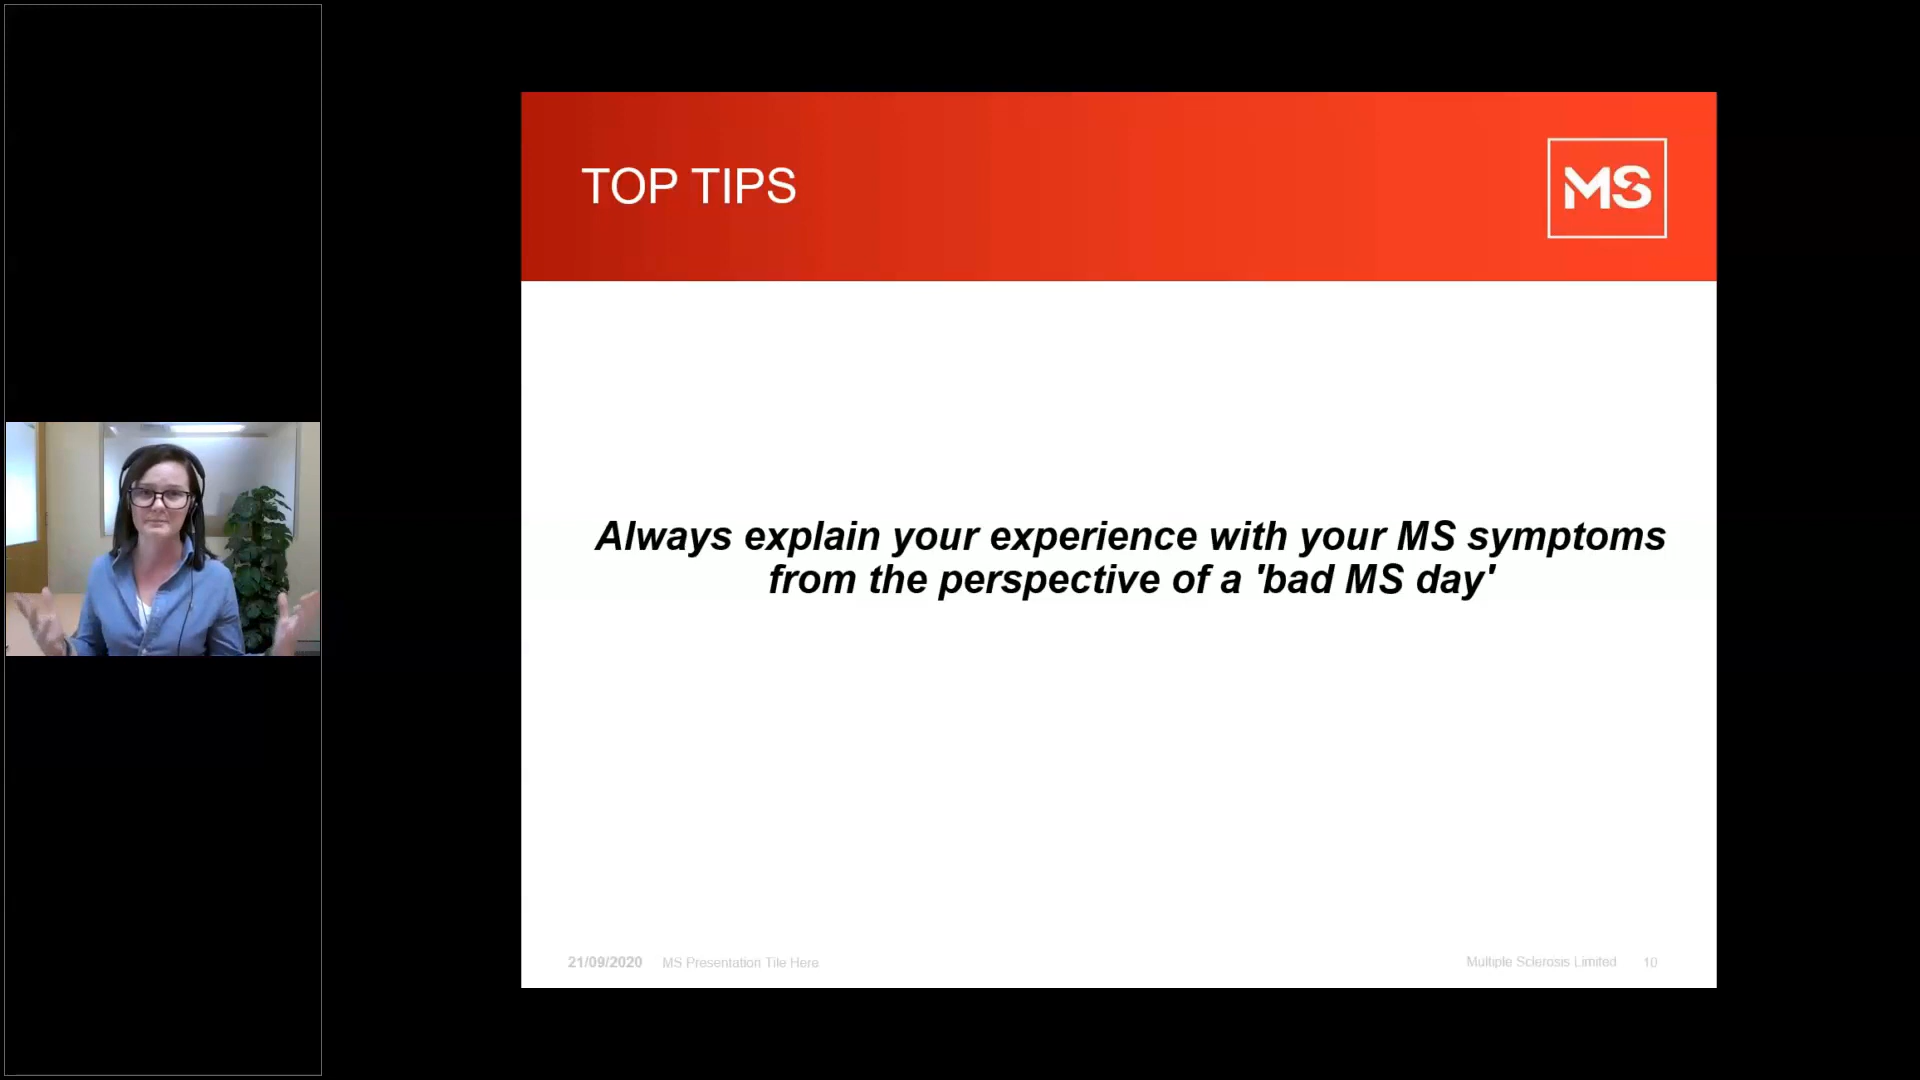 TOP TIPS
MS
Always explain your experience with your MS symptoms
from the perspective of a 'bad MS day'
21/09/2020 MS Presentation Tile Here
Multiple Sclerosis Limited 10